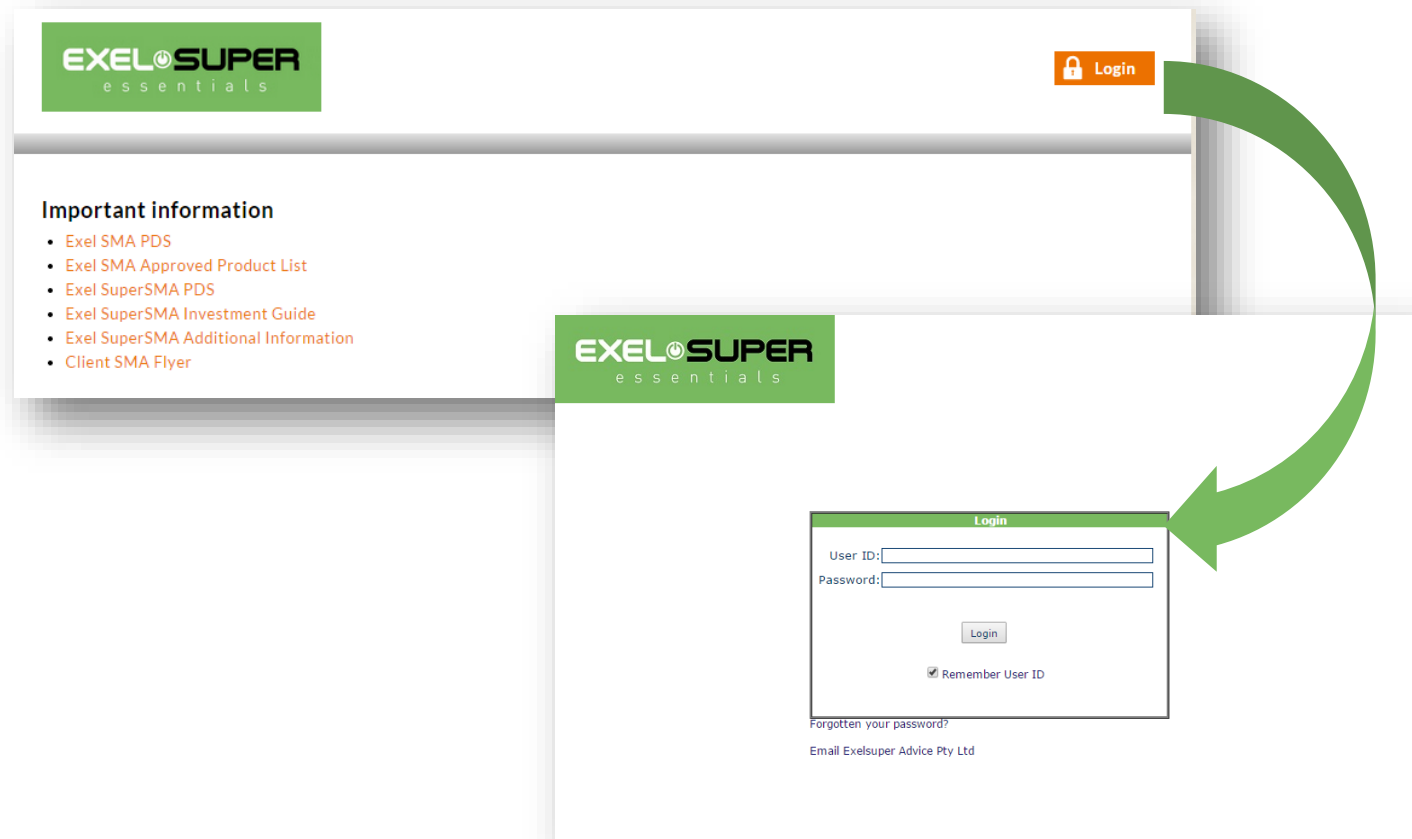 EXEL SUPER
essentials
Login
Important information
• Exel SMA PDS
• Exel SMA Approved Product List
• Exel SuperSMA PDS
• Exel SuperSMA Investment Guide
• Exel SuperSMA Additional Information
• Client SMA Flyer
EXEL SUPER
essentials
Login
User ID:
Password:
Login
Remember User ID
Forgotten your password?
Email Exelsuper Advice Pty Ltd